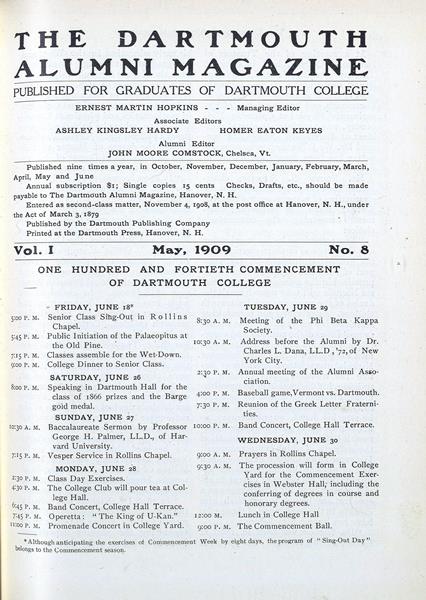 THE DARTMOUTH
ALUMNI MAGAZINE
PUBLISHED FOR GRADUATES OF DARTMOUTH COLLEGE
ERNEST MARTIN HOPKINS - - - Managing Editor
Associate Editors
ASHLEY KINGSLEY HARDY HOMER EATON KEYES
Alumni Editor
JOHN MOORE COMSTOCK, Chelsea, Vt.
Published nine times a year, in October, November, December, January, February, March,
April, May and June
Annual subscription $1; Single copies 15 cents Checks, Drafts, etc., should be made
payable to The Dartmouth Alumni Magazine, Hanover, N. H.
Entered as second-class matter, November 4, 1908, at the post office at Hanover, N. H., under
the Act of March 3, 1879
Published by the Dartmouth Publishing Company
Printed at the Dartmouth Press, Hanover, N. H.
Vol. I May, 1909 No. 8
ONE HUNDRED AND FORTIETH COMMENCEMENT
OF DARTMOUTH COLLEGE
FRIDAY, JUNE 18*
5:00 P. M. Senior Class Sing-Out in Rollins
Chapel.
5:45 P. M. Public Initiation of the Palaeopitus at
the Old Pine.
7:15 P. M. Classes assemble for the Wet-Down.
9:00 P. M. College Dinner to Senior Class.
SATURDAY, JUNE 26
8:00 P. M. Speaking in Dartmouth Hall for the
class of 1866 prizes and the Barge
gold medal.
SUNDAY, JUNE 27
10:30 A. M. Baccalaureate Sermon by Professor
George H. Palmer, LL.D., of Har-
vard University.
7:15 P. M. Vesper Service in Rollins Chapel.
MONDAY, JUNE 28
2:30 P. M. Class Day Exercises.
4:30 P. M. The College Club will pour tea at Col-
lege Hall.
6:45 P. M. Band Concert, College Hall Terrace.
7:45 P. M. Operetta: "The King of U-Kan."
11:00 P. M. Promenade Concert in College Yard.
TUESDAY, JUNE 29
8:30 A. M. Meeting of the Phi Beta Kappa
Society.
10:30 A. M. Address before the Alumni by Dr.
Charles L. Dana, LL.D., '72, of New
York City.
2:30 P. M. Annual meeting of the Alumni Asso-
ciation.
4:00 P. M. Baseball game, Vermont vs. Dartmouth.
7:30 P. M. Reunion of the Greek Letter Fraterni-
ties.
10:00 P. M. Band Concert, College Hall Terrace.
WEDNESDAY, JUNE 30
9:00 A. M. Prayers in Rollins Chapel.
9:30 A. M. The procession will form in College
Yard for the Commencement Exer-
cises in Webster Hall, including the
conferring of degrees in course and
honorary degrees.
12:00 M. Lunch in College Hall
9:00 P. M. The Commencement Ball.
*Although anticipating the exercises of Commencement Week by eight days, the program of "Sing-Out Day"
belongs to the Commencement season.